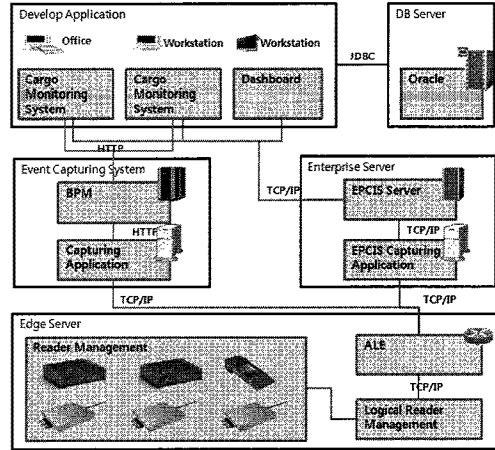 Develop Application
DB Server
Office
Workstation
Workstation
JDBC
Cargo
Monitoring
System
Cargo
Monitoring
System
Dashboard
Oracle
HTTP
Event Capturing System
Enterprise Server
BPM
TCP/IP
EPCIS Server
HTTP
TCP/IP
Capturing
Application
EPCIS Capturing
Application
TCP/IP
TCP/IP
Edge Server
Reader Management
ALE
TCP/IP
Logical Reader
Management